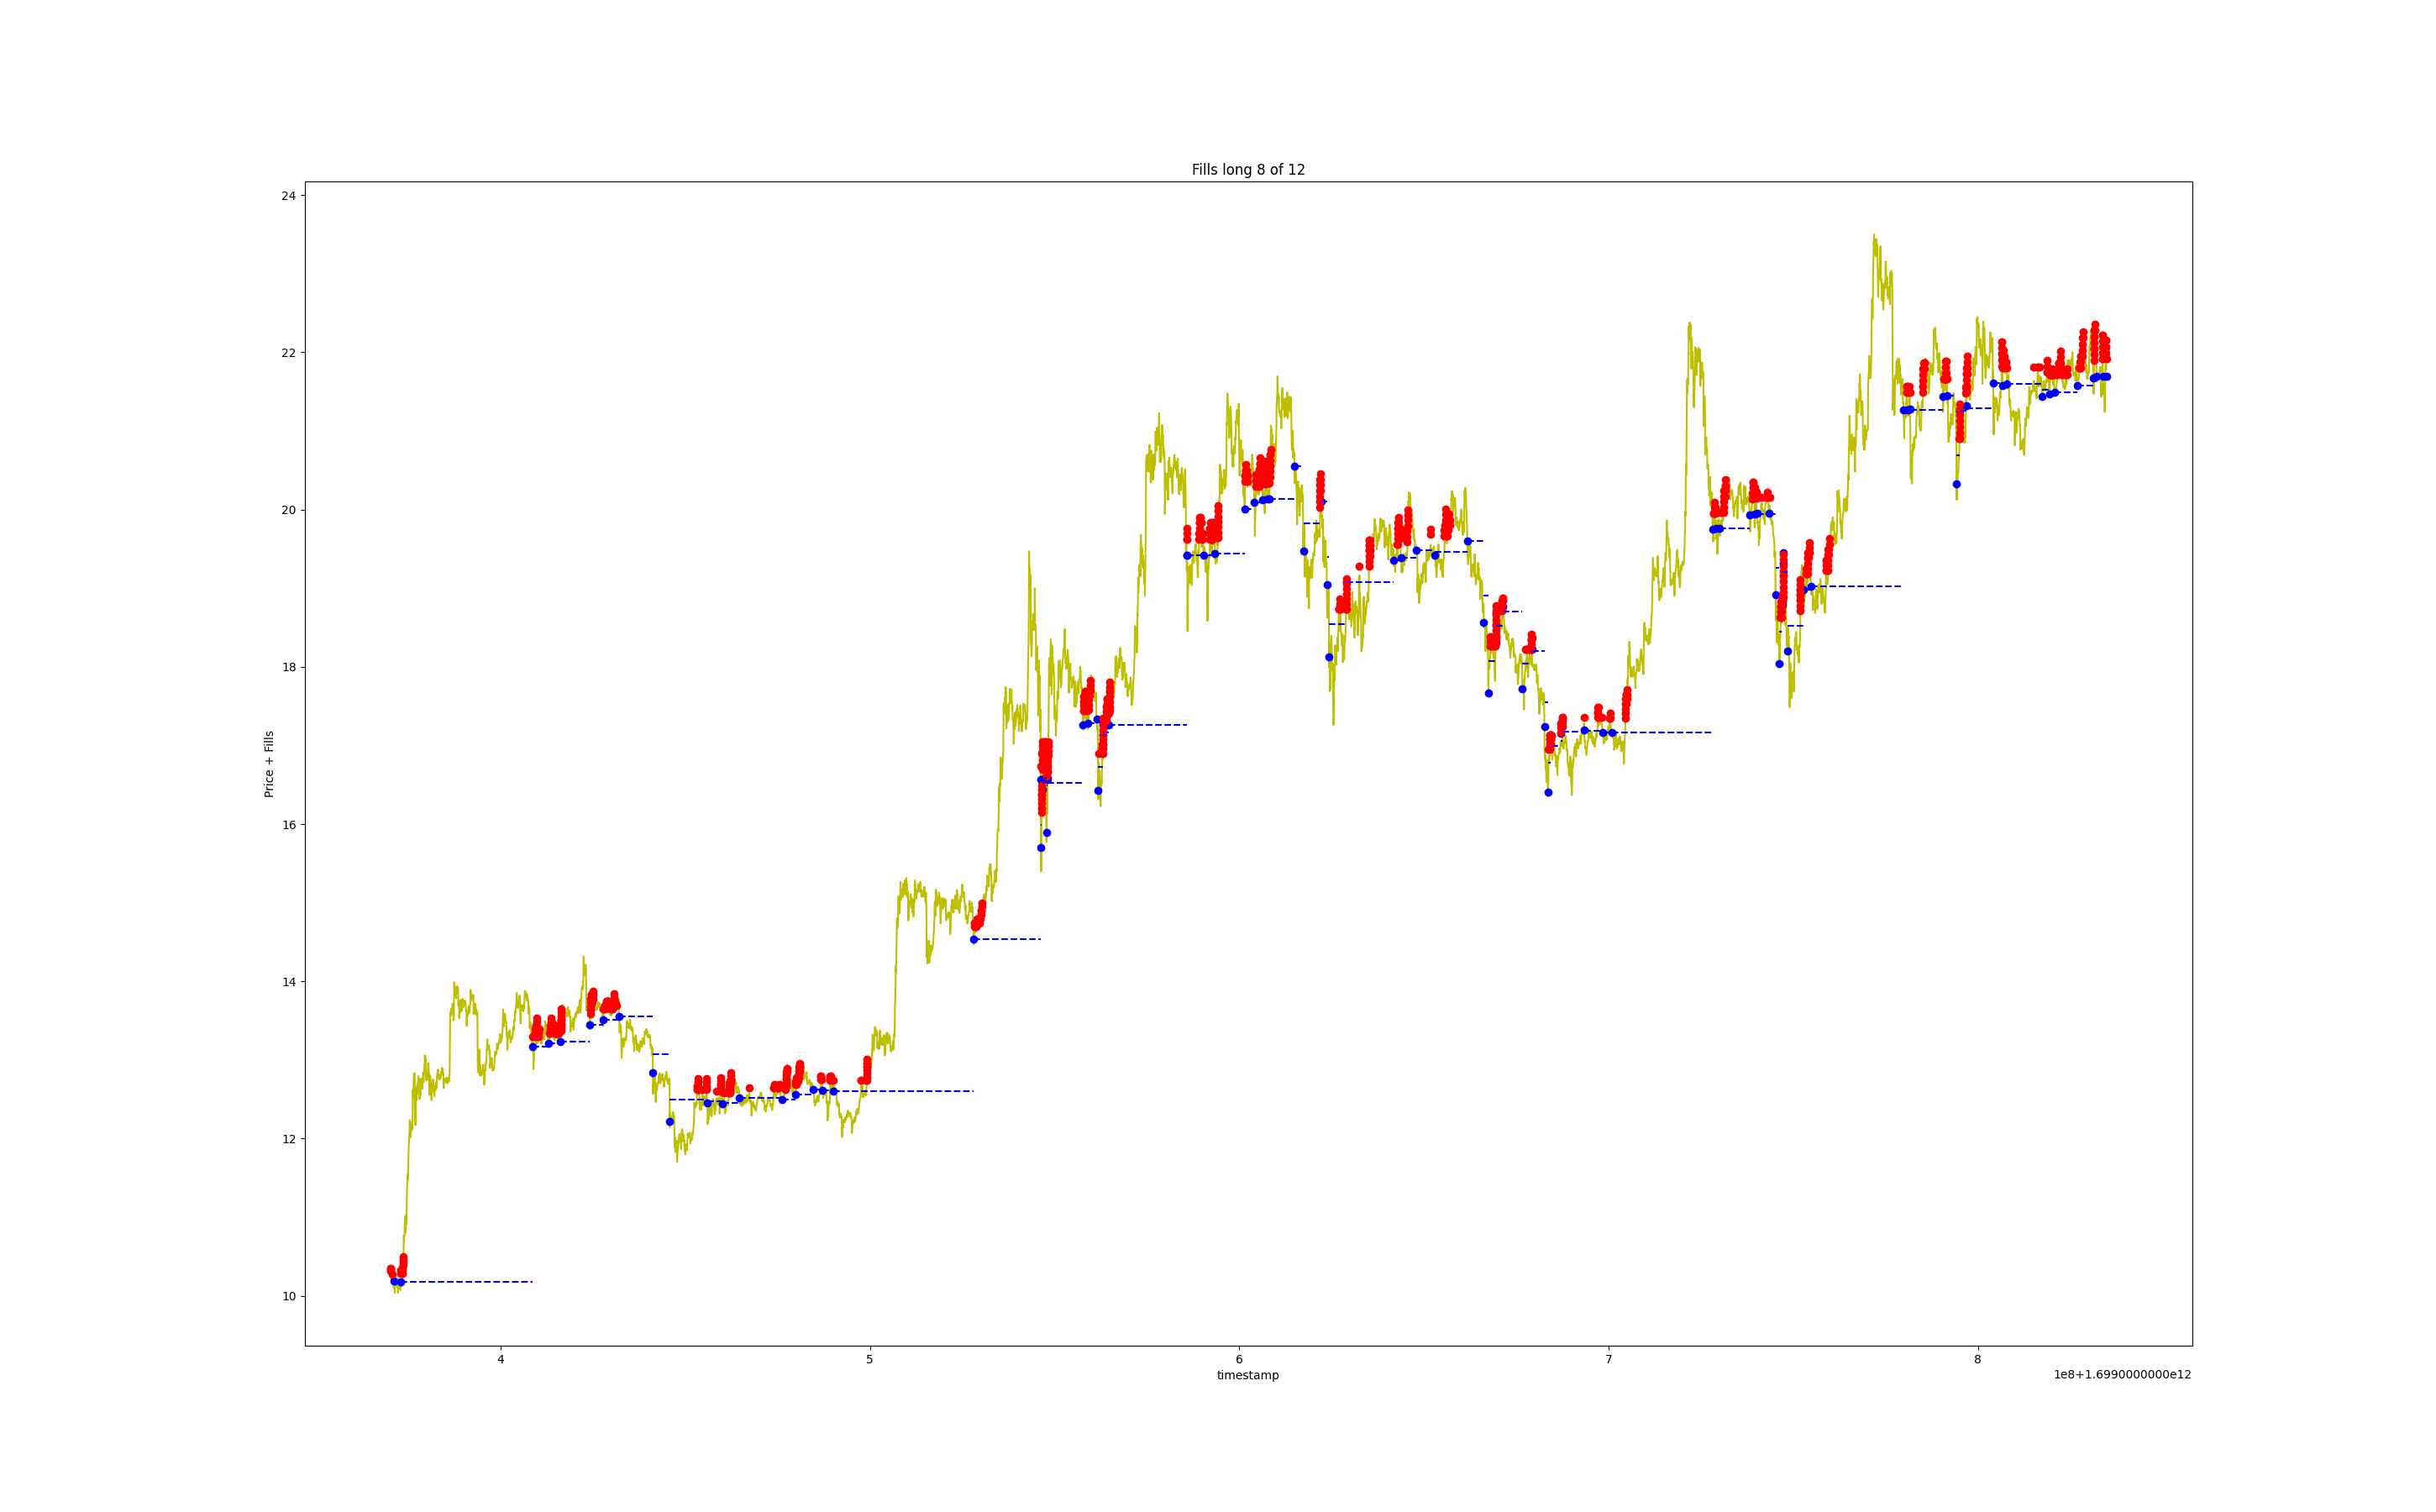 Fills long 8 of 12
24
22
20
18
16
14
12
10
Price + Fills
4 5 6 7 8
timestamp
1e8+1.6990000000e12